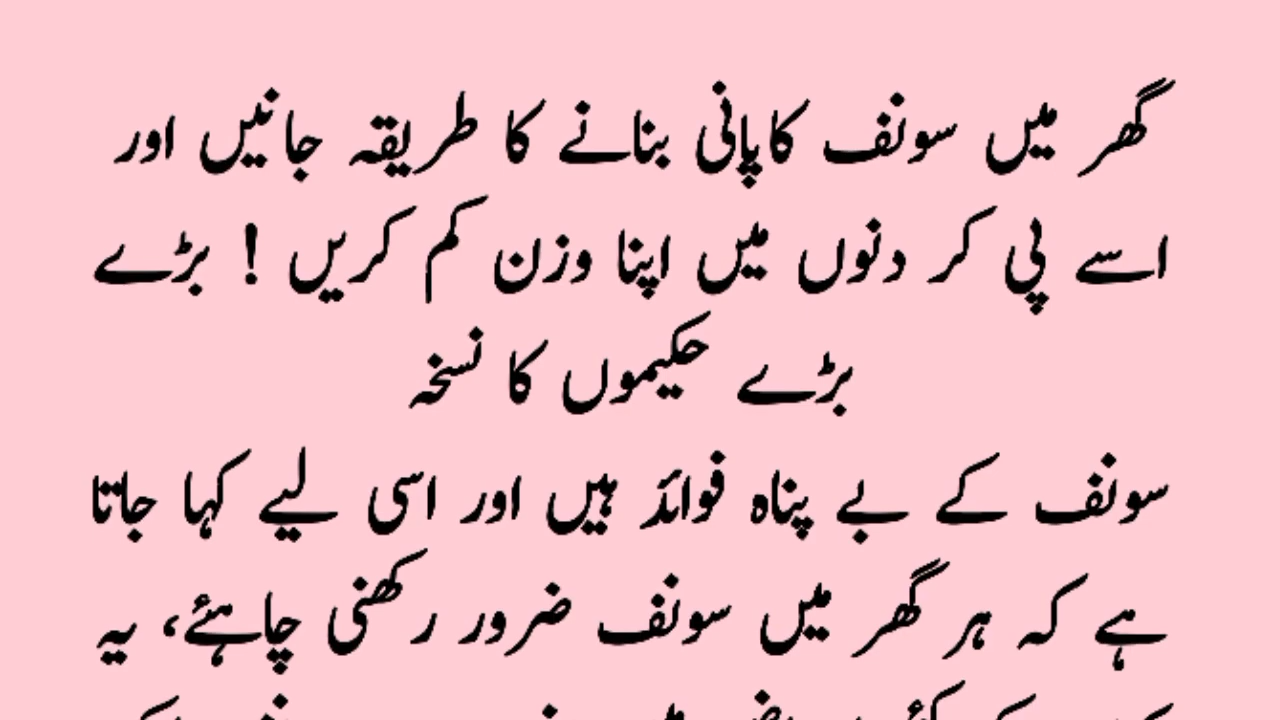 گھر میں سونف کاپانی بنانے کا طریقہ جانیں اور
اسے پی کر دنوں میں اپنا وزن کم کریں ! بڑے
بڑے حکیموں کا نسخہ
سونف کے بے پناہ فوائد ہیں اور اسی لیے کہا جاتا
ہے کہ ہر گھر میں سونف ضرور رکھنی چاہئے، یہ